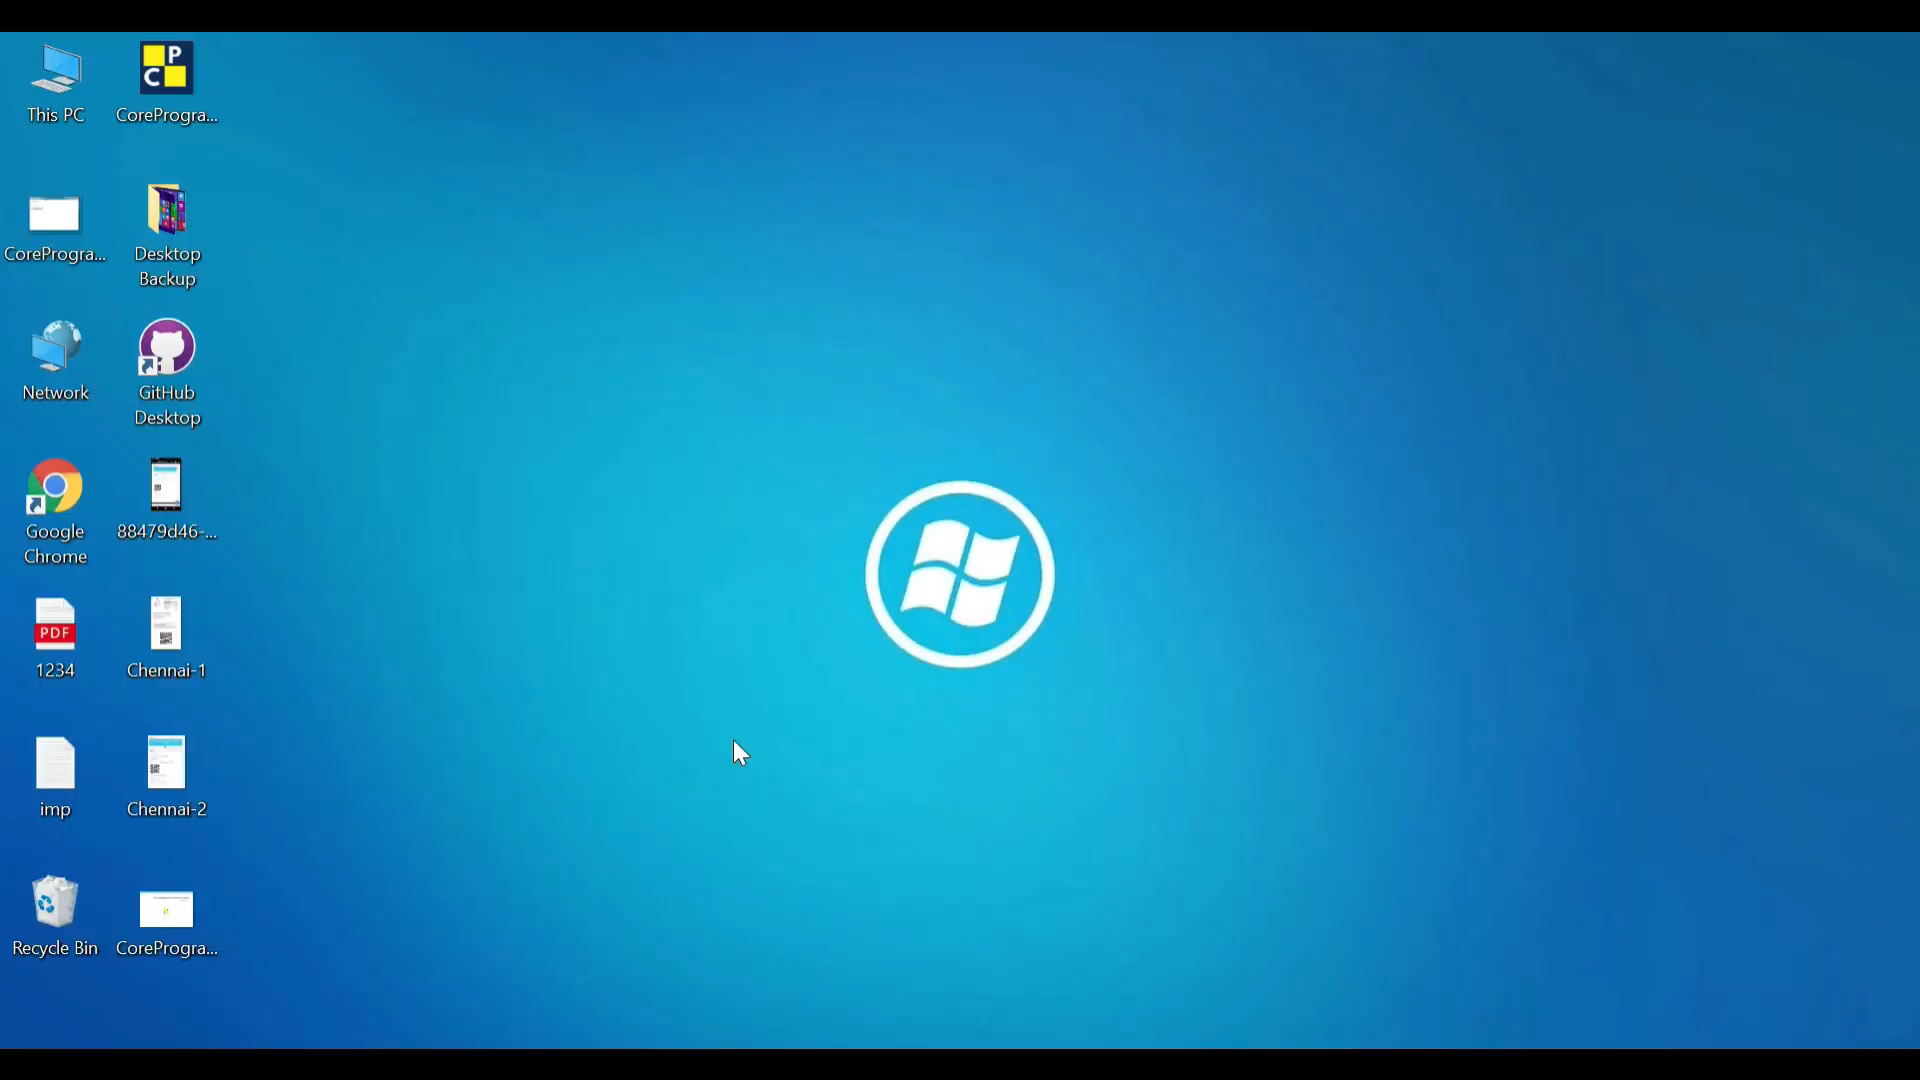 This PC
CoreProgra...
CoreProgra...
Desktop
Backup
Network
GitHub
Desktop
Google
Chrome
88479d46-...
PDF
1234
Chennai-1
imp
Chennai-2
Recycle Bin
CoreProgra...
P
C